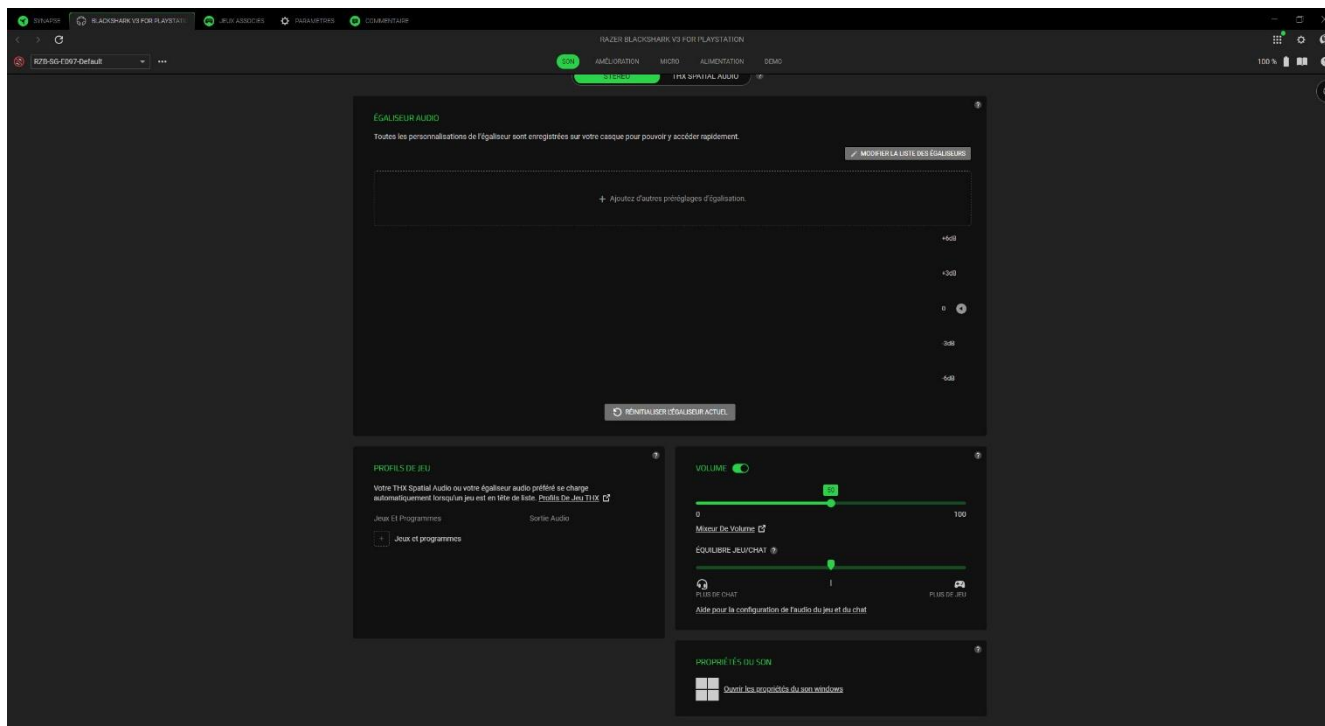 SYNAPSE
BLACKSHARK V3 FOR PLAYSTATI
JEUX ASSOCIÉS
PARAMÈTRES
COMMENTAIRE
RAZER BLACKSHARK V3 FOR PLAYSTATION
RZB-SG-E097-Default
SON
AMÉLIORATION
MICRO
ALIMENTATION
DEMO
100 %
STÉRÉO
THX SPATIAL AUDIO
ÉGALISEUR AUDIO
Toutes les personnalisations de l'égaliseur sont enregistrées sur votre casque pour pouvoir y accéder rapidement.
MODIFIER LA LISTE DES ÉGALISEURS
+ Ajoutez d'autres préréglages d'égalisation.
+6dB
+3dB
0
-3dB
-6dB
RÉINITIALISER L'ÉGALISEUR ACTUEL
PROFILS DE JEU
Votre THX Spatial Audio ou votre égaliseur audio préféré se charge
automatiquement lorsqu'un jeu est en tête de liste. Profils De Jeu THX
Jeux Et Programmes
Sortie Audio
+ Jeux et programmes
VOLUME
50
0
100
Mixeur De Volume
ÉQUILIBRE JEU/CHAT
PLUS DE CHAT
PLUS DE JEU
Aide pour la configuration de l'audio du jeu et du chat
PROPRIÉTÉS DU SON
Ouvrir les propriétés du son windows